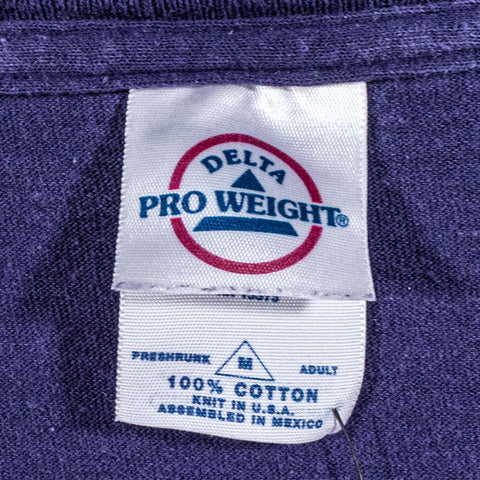 DELTA
PRO WEIGHT®
PRESHRUNK M ADULT
100% COTTON
KNIT IN U.S.A.
ASSEMBLED IN MEXICO